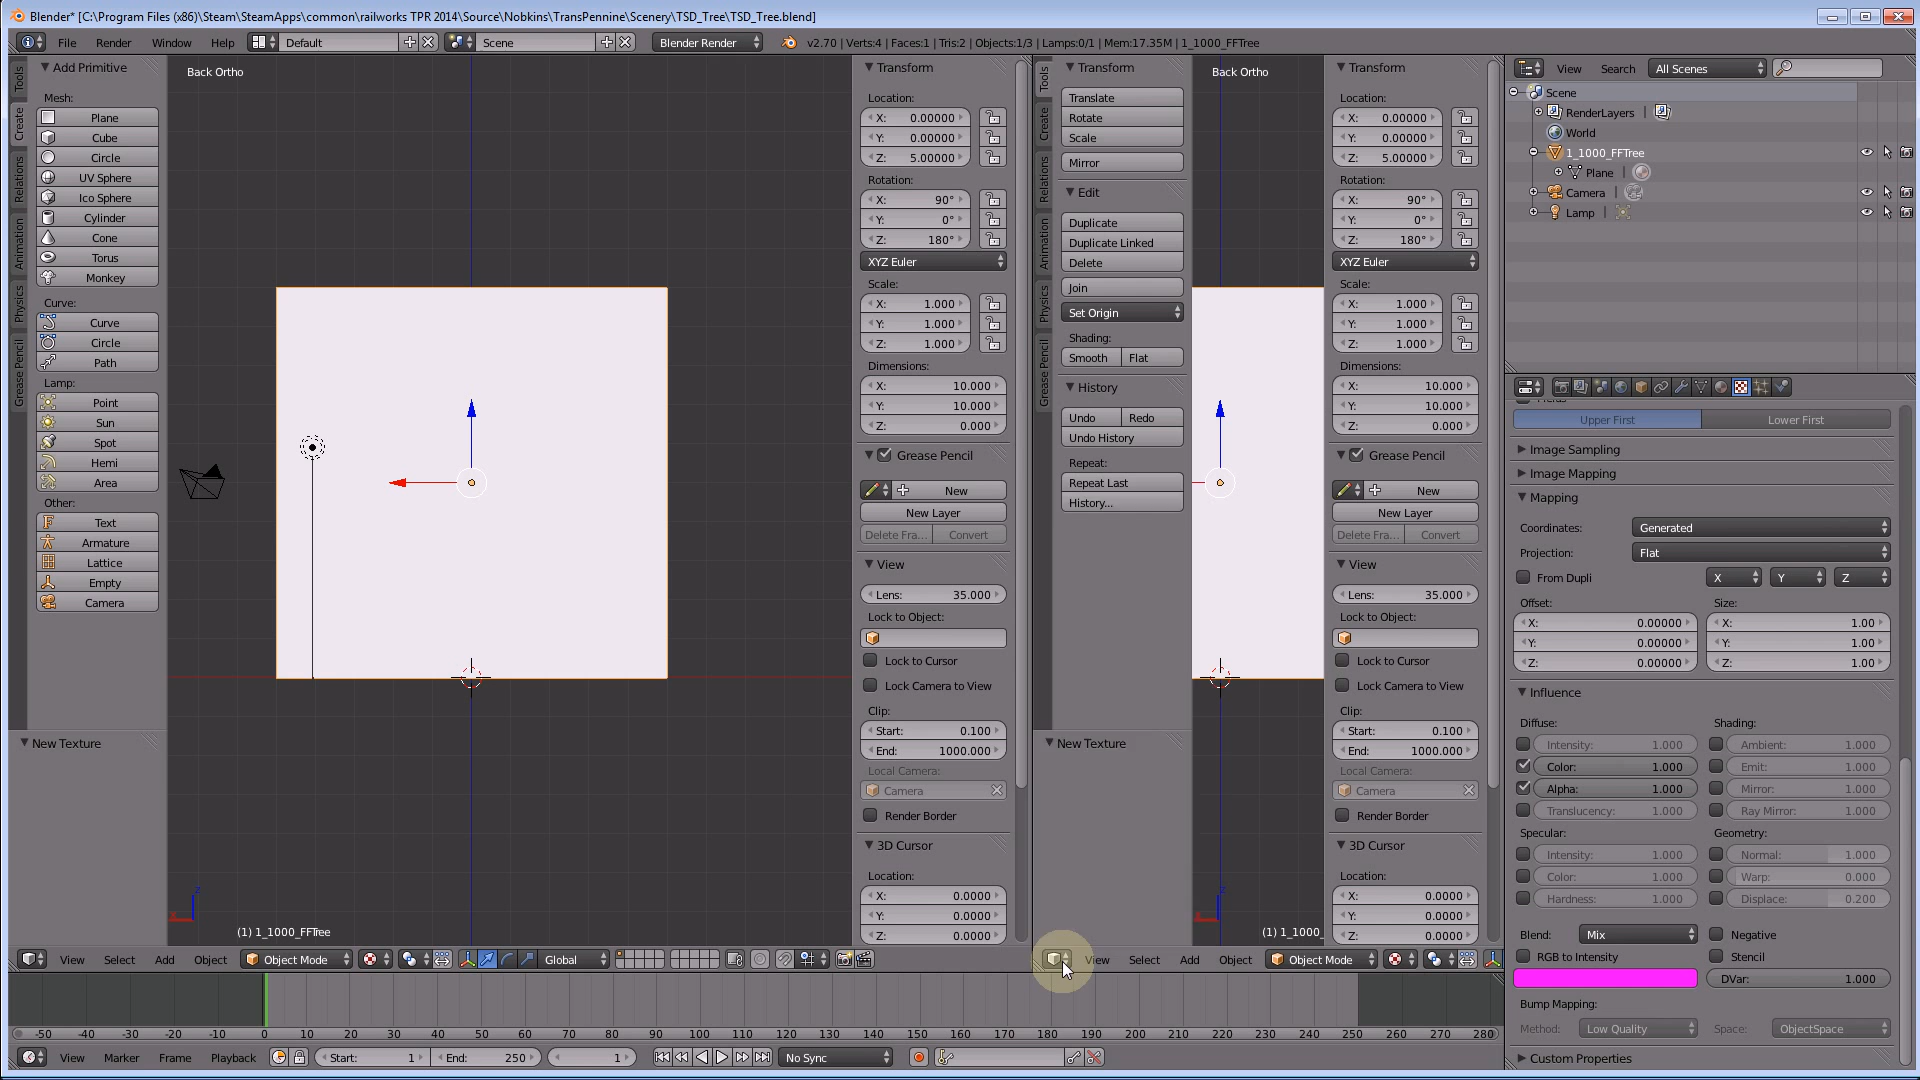 Blender* [C:\Program Files (x86)\Steam\SteamApps\common\railworks TPR 2014\Source\Nobkins\TransPennine\Scenery\TSD_Tree\TSD_Tree.blend]
File Render Window Help Default Scene Blender Render v2.70 | Verts:4 | Faces:1 | Tris:2 | Objects:1/3 | Lamps:0/1 | Mem:17.35M | 1_1000_FFTree
Tools
Create
Relations
Animation
Physics
Grease Pencil
Add Primitive
Mesh:
Plane
Cube
Circle
UV Sphere
Ico Sphere
Cylinder
Cone
Torus
Monkey
Curve:
Curve
Circle
Path
Lamp:
Point
Sun
Spot
Hemi
Area
Other:
Text
Armature
Lattice
Empty
Camera
New Texture
Back Ortho
(1) 1_1000_FFTree
Transform
Location:
X: 0.00000
Y: 0.00000
Z: 5.00000
Rotation:
X: 90°
Y: 0°
Z: 180°
XYZ Euler
Scale:
X: 1.000
Y: 1.000
Z: 1.000
Dimensions:
X: 10.000
Y: 10.000
Z: 0.000
Grease Pencil
New
New Layer
Delete Fra... Convert
View
Lens: 35.000
Lock to Object:
Lock to Cursor
Lock Camera to View
Clip:
Start: 0.100
End: 1000.000
Local Camera:
Camera
Render Border
3D Cursor
Location:
X: 0.0000
Y: 0.0000
Z: 0.0000
Tools
Create
Relations
Animation
Physics
Grease Pencil
Transform
Translate
Rotate
Scale
Mirror
Edit
Duplicate
Duplicate Linked
Delete
Join
Set Origin
Shading:
Smooth Flat
History
Undo Redo
Undo History
Repeat:
Repeat Last
History...
New Texture
Back Ortho
(1) 1_1000_
Transform
Location:
X: 0.00000
Y: 0.00000
Z: 5.00000
Rotation:
X: 90°
Y: 0°
Z: 180°
XYZ Euler
Scale:
X: 1.000
Y: 1.000
Z: 1.000
Dimensions:
X: 10.000
Y: 10.000
Z: 0.000
Grease Pencil
New
New Layer
Delete Fra... Convert
View
Lens: 35.000
Lock to Object:
Lock to Cursor
Lock Camera to View
Clip:
Start: 0.100
End: 1000.000
Local Camera:
Camera
Render Border
3D Cursor
Location:
X: 0.0000
Y: 0.0000
Z: 0.0000
View Search All Scenes
Scene
RenderLayers
World
1_1000_FFTree
Plane
Camera
Lamp
Upper First Lower First
Image Sampling
Image Mapping
Mapping
Coordinates: Generated
Projection: Flat
From Dupli X Y Z
Offset: Size:
X: 0.00000 X: 1.00
Y: 0.00000 Y: 1.00
Z: 0.00000 Z: 1.00
Influence
Diffuse: Shading:
Intensity: 1.000 Ambient: 1.000
Color: 1.000 Emit: 1.000
Alpha: 1.000 Mirror: 1.000
Translucency: 1.000 Ray Mirror: 1.000
Specular: Geometry:
Intensity: 1.000 Normal: 1.000
Color: 1.000 Warp: 0.000
Hardness: 1.000 Displace: 0.200
Blend: Mix Negative
RGB to Intensity Stencil
DVar: 1.000
Bump Mapping:
Method: Low Quality Space: ObjectSpace
Custom Properties
View Select Add Object Object Mode Global
View Select Add Object Object Mode
-50 -40 -30 -20 -10 0 10 20 30 40 50 60 70 80 90 100 110 120 130 140 150 160 170 180 190 200 210 220 230 240 250 260 270 280
View Marker Frame Playback Start: 1 End: 250 1 No Sync